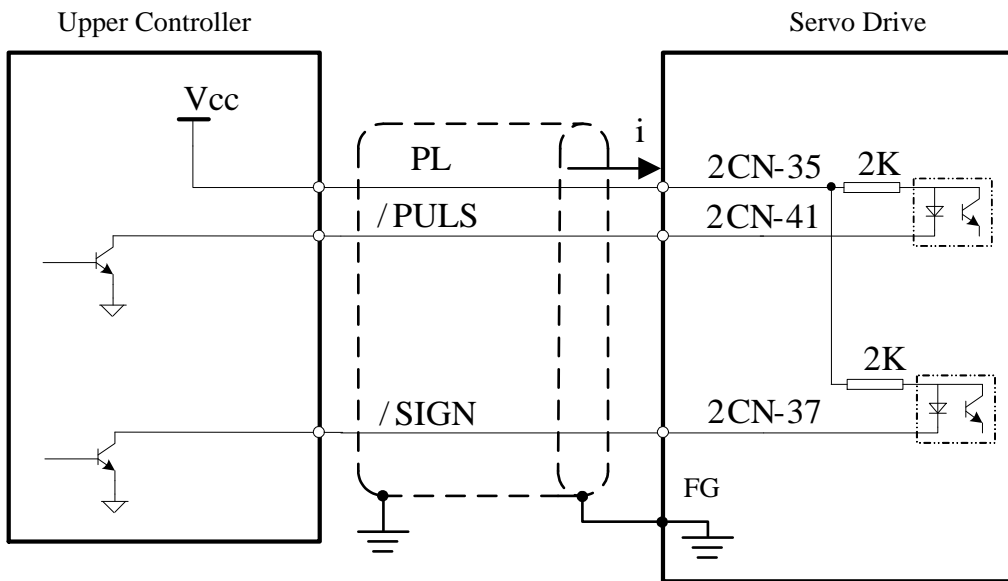 Upper Controller
Servo Drive
Vcc
i
PL
2CN-35
2K
/PULS
2CN-41
2K
/SIGN
2CN-37
FG